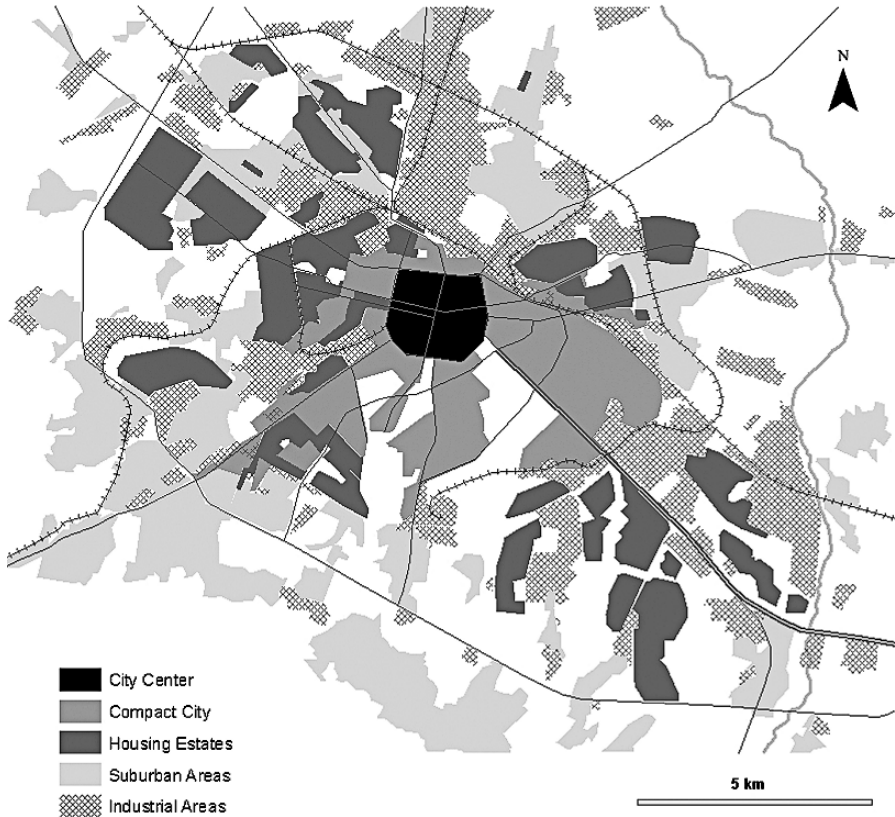 N
City Center
Compact City
Housing Estates
Suburban Areas
Industrial Areas
5 km